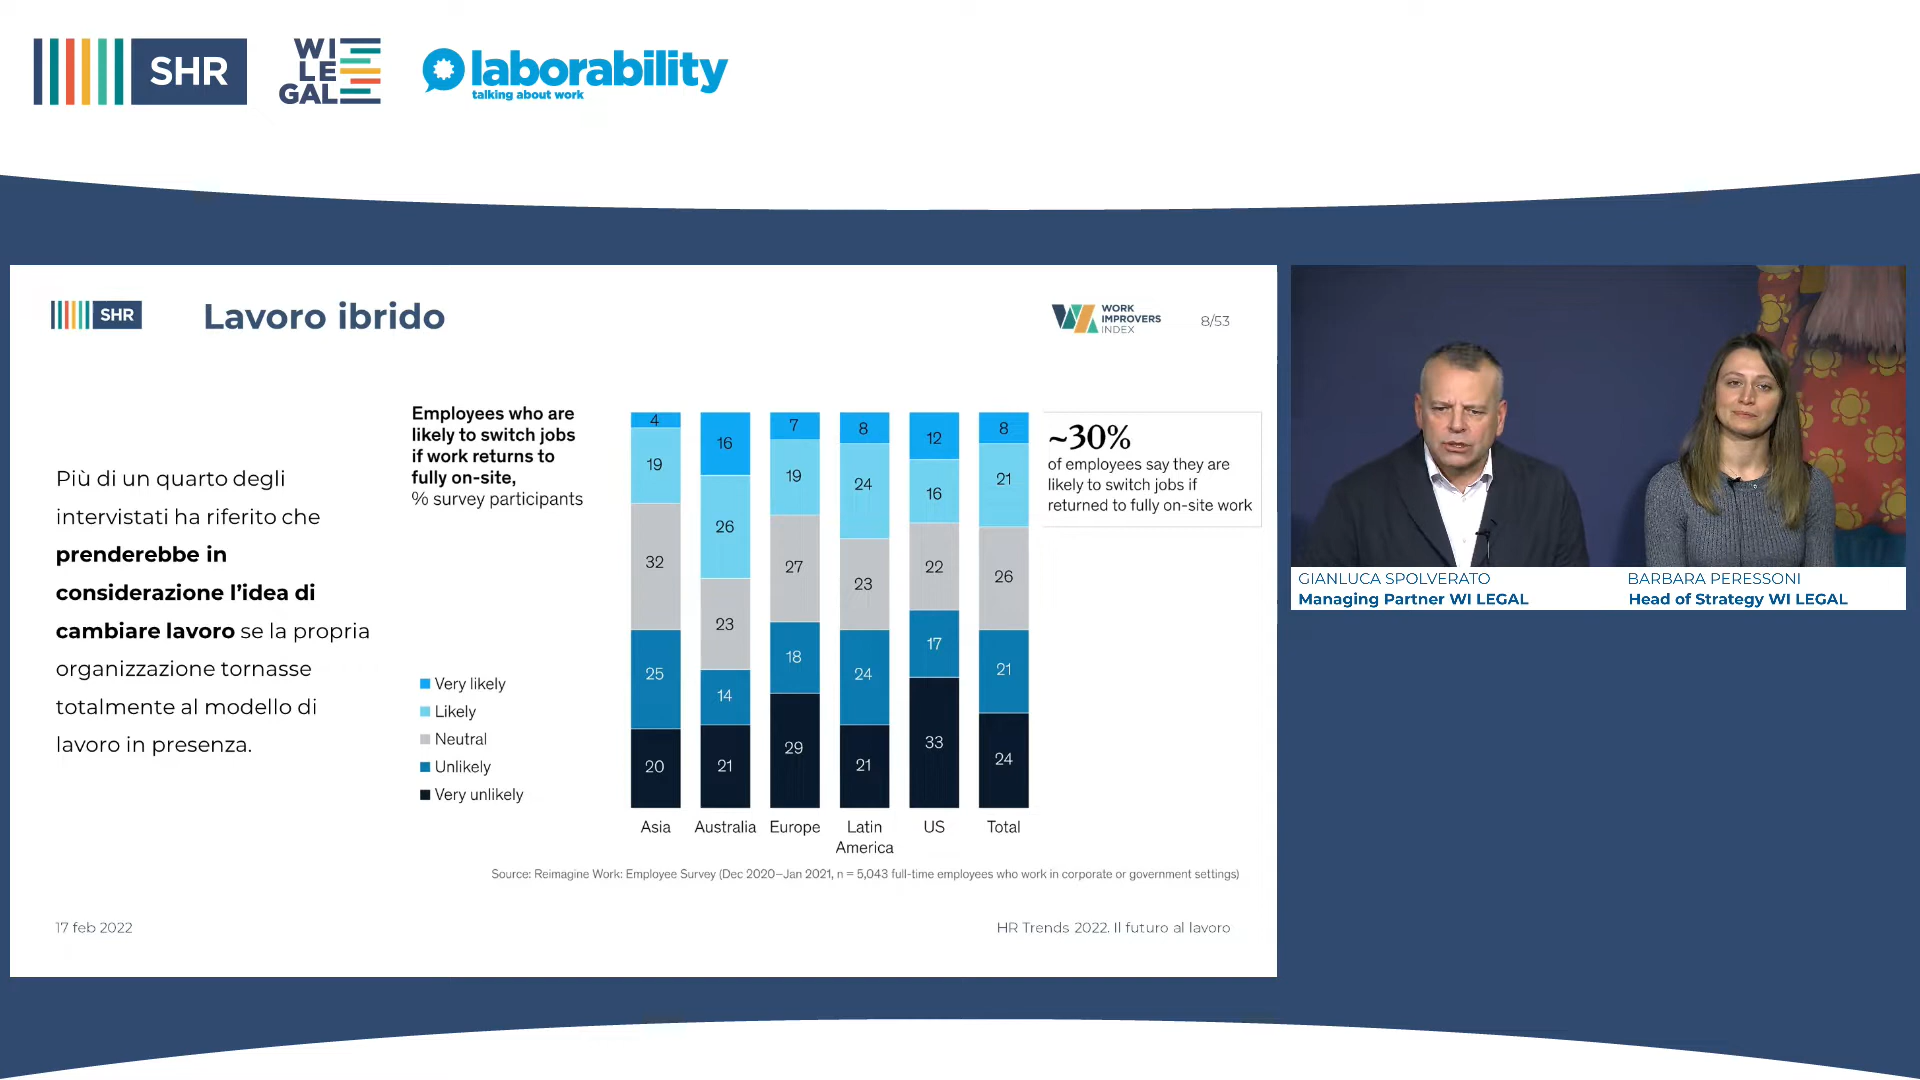 SHR
WI
LE
GAL
laborability
talking about work
SHR
Lavoro ibrido
WORK
IMPROVERS
INDEX
8/53
Più di un quarto degli
intervistati ha riferito che
prenderebbe in
considerazione l’idea di
cambiare lavoro se la propria
organizzazione tornasse
totalmente al modello di
lavoro in presenza.
Employees who are
likely to switch jobs
if work returns to
fully on-site,
% survey participants
Very likely
Likely
Neutral
Unlikely
Very unlikely
4
19
32
25
20
16
26
23
14
21
7
19
27
18
29
8
24
23
24
21
12
16
22
17
33
8
21
26
21
24
Asia
Australia
Europe
Latin
America
US
Total
~30%
of employees say they are
likely to switch jobs if
returned to fully on-site work
Source: Reimagine Work: Employee Survey (Dec 2020–Jan 2021, n = 5,043 full-time employees who work in corporate or government settings)
17 feb 2022
HR Trends 2022. Il futuro al lavoro
GIANLUCA SPOLVERATO
Managing Partner WI LEGAL
BARBARA PERESSONI
Head of Strategy WI LEGAL